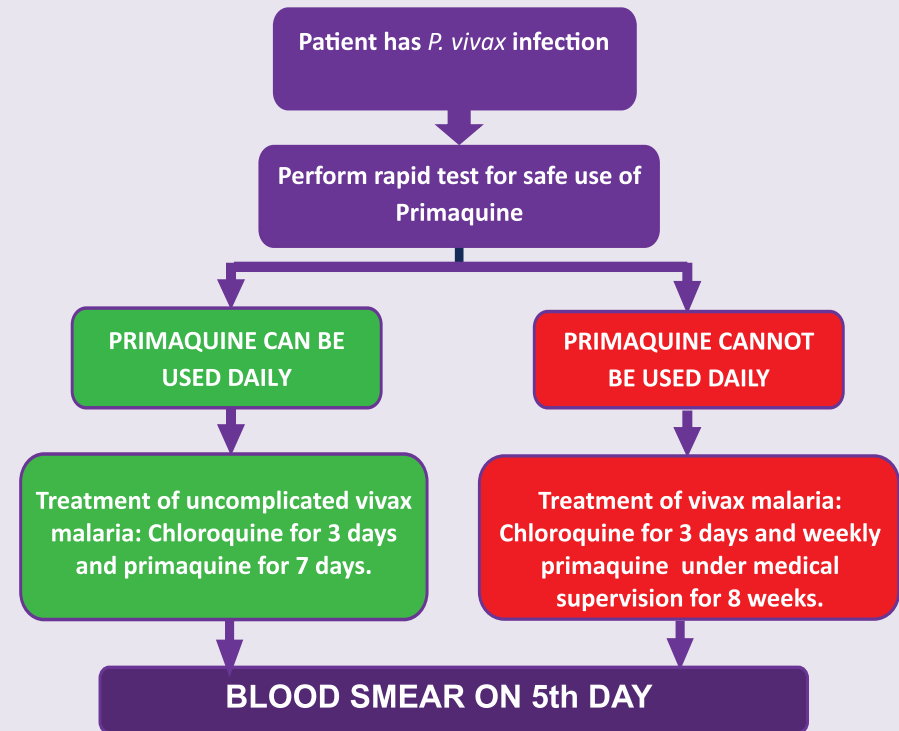 Patient has P. vivax infection
Perform rapid test for safe use of
Primaquine
PRIMAQUINE CAN BE
USED DAILY
PRIMAQUINE CANNOT
BE USED DAILY
Treatment of uncomplicated vivax
malaria: Chloroquine for 3 days
and primaquine for 7 days.
Treatment of vivax malaria:
Chloroquine for 3 days and weekly
primaquine under medical
supervision for 8 weeks.
BLOOD SMEAR ON 5th DAY